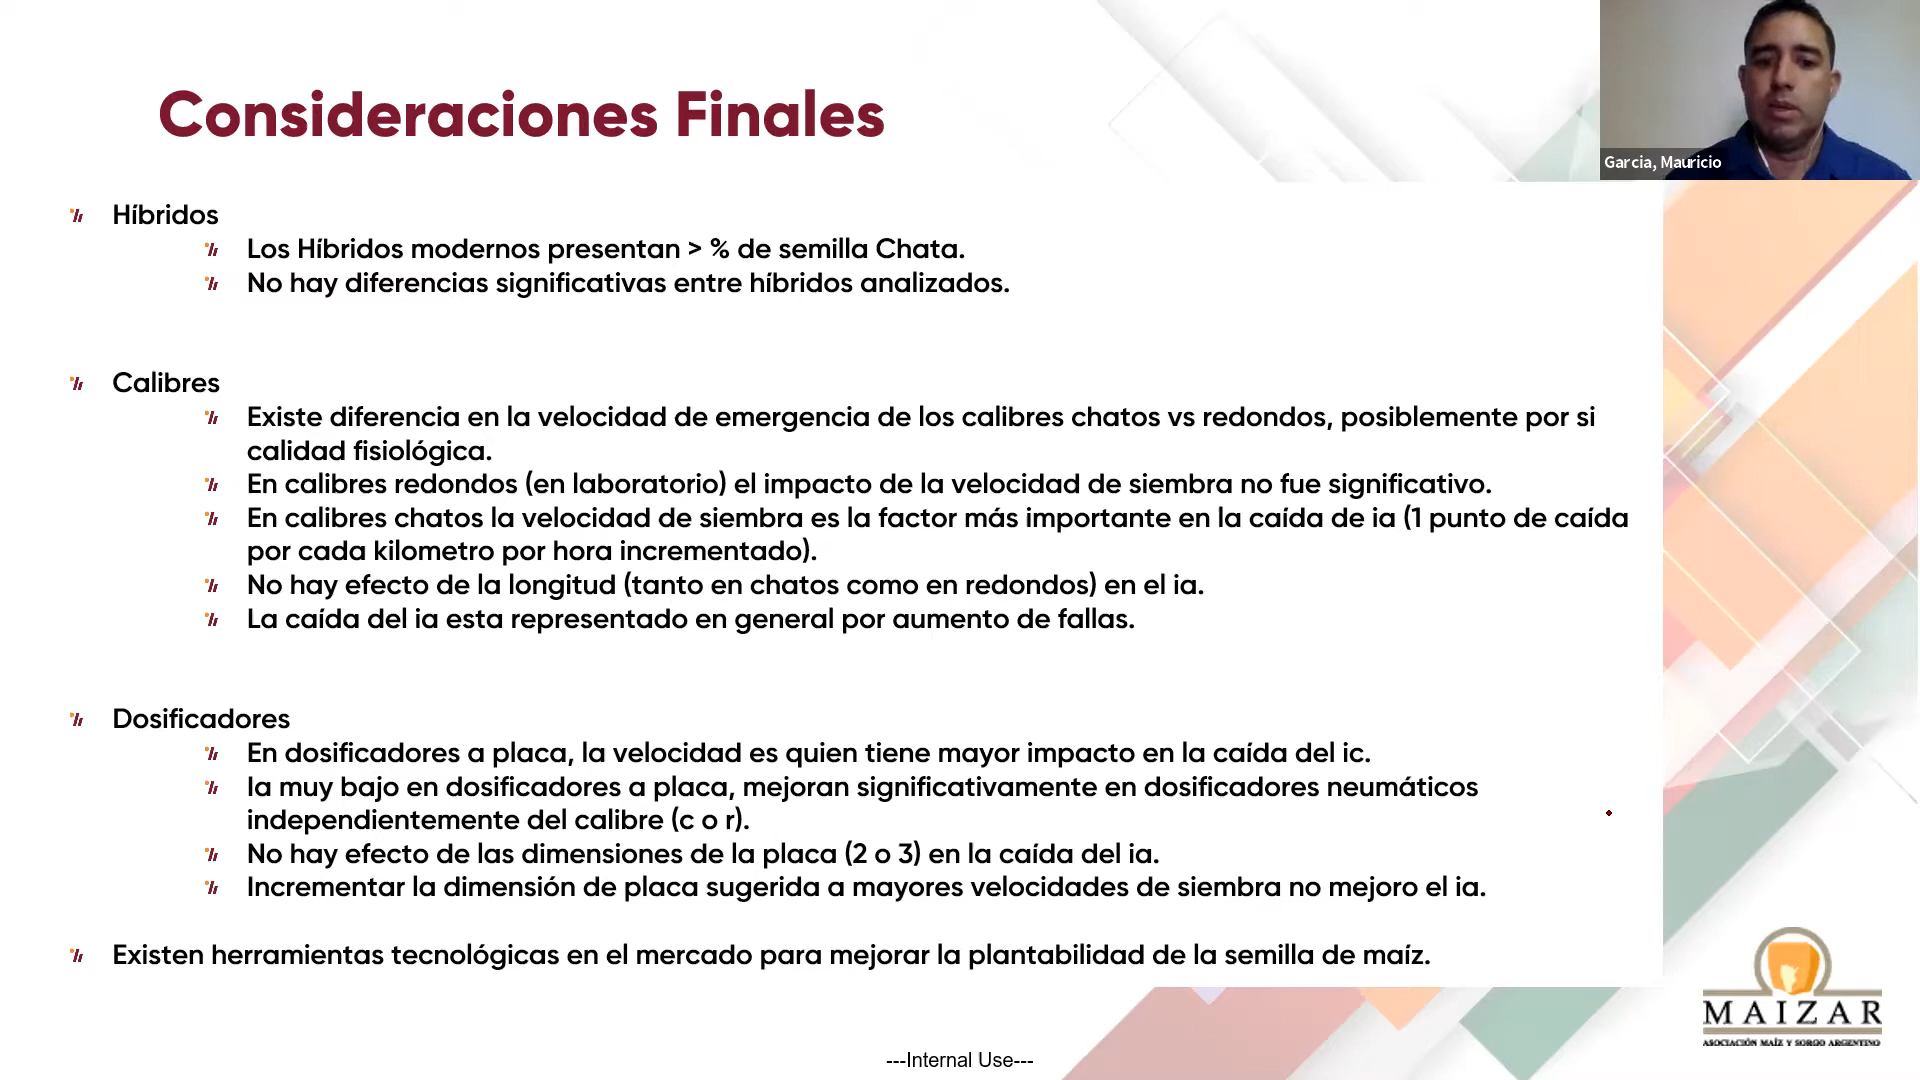 Consideraciones Finales
Garcia, Mauricio
Híbridos
Los Híbridos modernos presentan > % de semilla Chata.
No hay diferencias significativas entre híbridos analizados.
Calibres
Existe diferencia en la velocidad de emergencia de los calibres chatos vs redondos, posiblemente por si
calidad fisiológica.
En calibres redondos (en laboratorio) el impacto de la velocidad de siembra no fue significativo.
En calibres chatos la velocidad de siembra es la factor más importante en la caída de ia (1 punto de caída
por cada kilometro por hora incrementado).
No hay efecto de la longitud (tanto en chatos como en redondos) en el ia.
La caída del ia esta representado en general por aumento de fallas.
Dosificadores
En dosificadores a placa, la velocidad es quien tiene mayor impacto en la caída del ic.
Ia muy bajo en dosificadores a placa, mejoran significativamente en dosificadores neumáticos
independientemente del calibre (c o r).
No hay efecto de las dimensiones de la placa (2 o 3) en la caída del ia.
Incrementar la dimensión de placa sugerida a mayores velocidades de siembra no mejoro el ia.
Existen herramientas tecnológicas en el mercado para mejorar la plantabilidad de la semilla de maíz.
MAIZAR
ASOCIACIÓN MAÍZ Y SORGO ARGENTINO
---Internal Use---